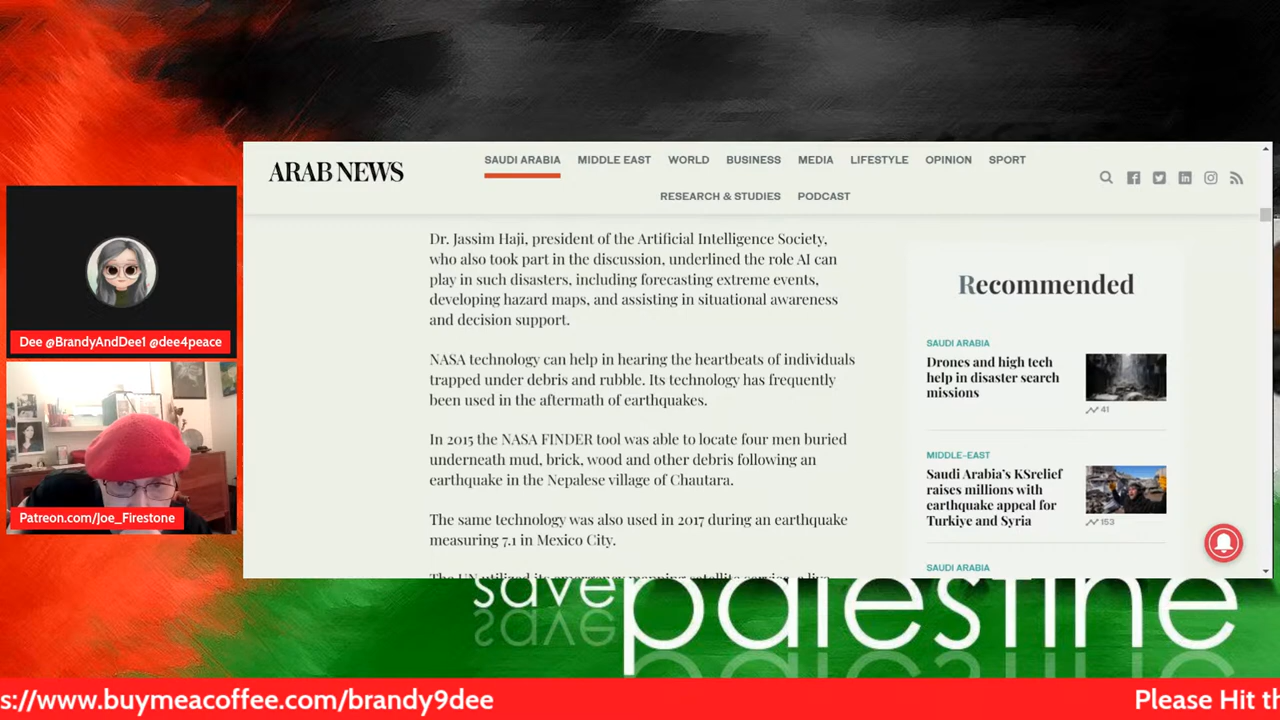 ARAB NEWS
SAUDI ARABIA MIDDLE EAST WORLD BUSINESS MEDIA LIFESTYLE OPINION SPORT
RESEARCH & STUDIES PODCAST
Dr. Jassim Haji, president of the Artificial Intelligence Society,
who also took part in the discussion, underlined the role AI can
play in such disasters, including forecasting extreme events,
developing hazard maps, and assisting in situational awareness
and decision support.
NASA technology can help in hearing the heartbeats of individuals
trapped under debris and rubble. Its technology has frequently
been used in the aftermath of earthquakes.
In 2015 the NASA FINDER tool was able to locate four men buried
underneath mud, brick, wood and other debris following an
earthquake in the Nepalese village of Chautara.
The same technology was also used in 2017 during an earthquake
measuring 7.1 in Mexico City.
The UN utilized its emergency mapping satellite service, a live
Recommended
SAUDI ARABIA
Drones and high tech
help in disaster search
missions
41
MIDDLE-EAST
Saudi Arabia's KSrelief
raises millions with
earthquake appeal for
Turkiye and Syria
153
SAUDI ARABIA
Dee @BrandyAndDee1 @dee4peace
Patreon.com/Joe_Firestone
save palestine
s://www.buymeacoffee.com/brandy9dee
Please Hit th